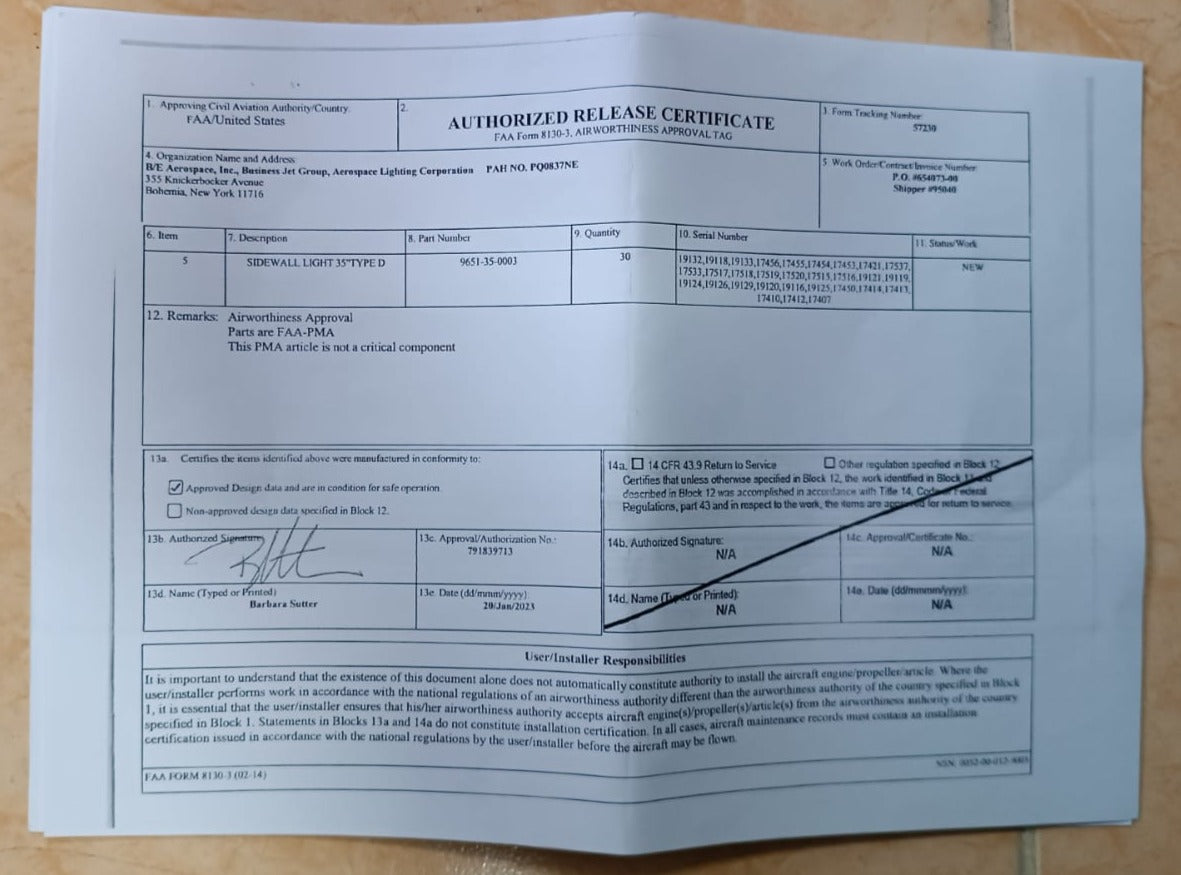 1. Approving Civil Aviation Authority/Country:
FAA/United States
2.
AUTHORIZED RELEASE CERTIFICATE
FAA Form 8130-3, AIRWORTHINESS APPROVAL TAG
3. Form Tracking Number:
57230
4. Organization Name and Address:
B/E Aerospace, Inc., Business Jet Group, Aerospace Lighting Corporation PAH NO. PQ0837NE
355 Knickerbocker Avenue
Bohemia, New York 11716
5. Work Order/Contract/Invoice Number:
P.O. #654073-00
Shipper #95040
6. Item
7. Description
8. Part Number
9. Quantity
10. Serial Number
11. Status/Work
5
SIDEWALL LIGHT 35"TYPE D
9651-35-0003
30
19132,19118,19133,17456,17455,17454,17453,17421,17537,
17533,17517,17518,17519,17520,17515,17516,19121,19119,
19124,19126,19129,19120,19116,19125,17450,17414,17413,
17410,17412,17407
NEW
12. Remarks: Airworthiness Approval
Parts are FAA-PMA
This PMA article is not a critical component
13a. Certifies the items identified above were manufactured in conformity to:
Approved Design data and are in condition for safe operation.
Non-approved design data specified in Block 12.
14a. 14 CFR 43.9 Return to Service Other regulation specified in Block 12
Certifies that unless otherwise specified in Block 12, the work identified in Block 11 and
described in Block 12 was accomplished in accordance with Title 14, Code of Federal
Regulations, part 43 and in respect to the work, the items are approved for return to service.
13b. Authorized Signature:
13c. Approval/Authorization No.:
791839713
14b. Authorized Signature:
N/A
14c. Approval/Certificate No.:
N/A
13d. Name (Typed or Printed)
Barbara Sutter
13e. Date (dd/mmm/yyyy):
20/Jan/2023
14d. Name (Typed or Printed):
N/A
14e. Date (dd/mmmm/yyyy):
N/A
User/Installer Responsibilities
It is important to understand that the existence of this document alone does not automatically constitute authority to install the aircraft engine/propeller/article. Where the
user/installer performs work in accordance with the national regulations of an airworthiness authority different than the airworthiness authority of the country specified in Block
1, it is essential that the user/installer ensures that his/her airworthiness authority accepts aircraft engine(s)/propeller(s)/article(s) from the airworthiness authority of the country
specified in Block 1. Statements in Blocks 13a and 14a do not constitute installation certification. In all cases, aircraft maintenance records must contain an installation
certification issued in accordance with the national regulations by the user/installer before the aircraft may be flown.
FAA FORM 8130-3 (02-14)
NSN: